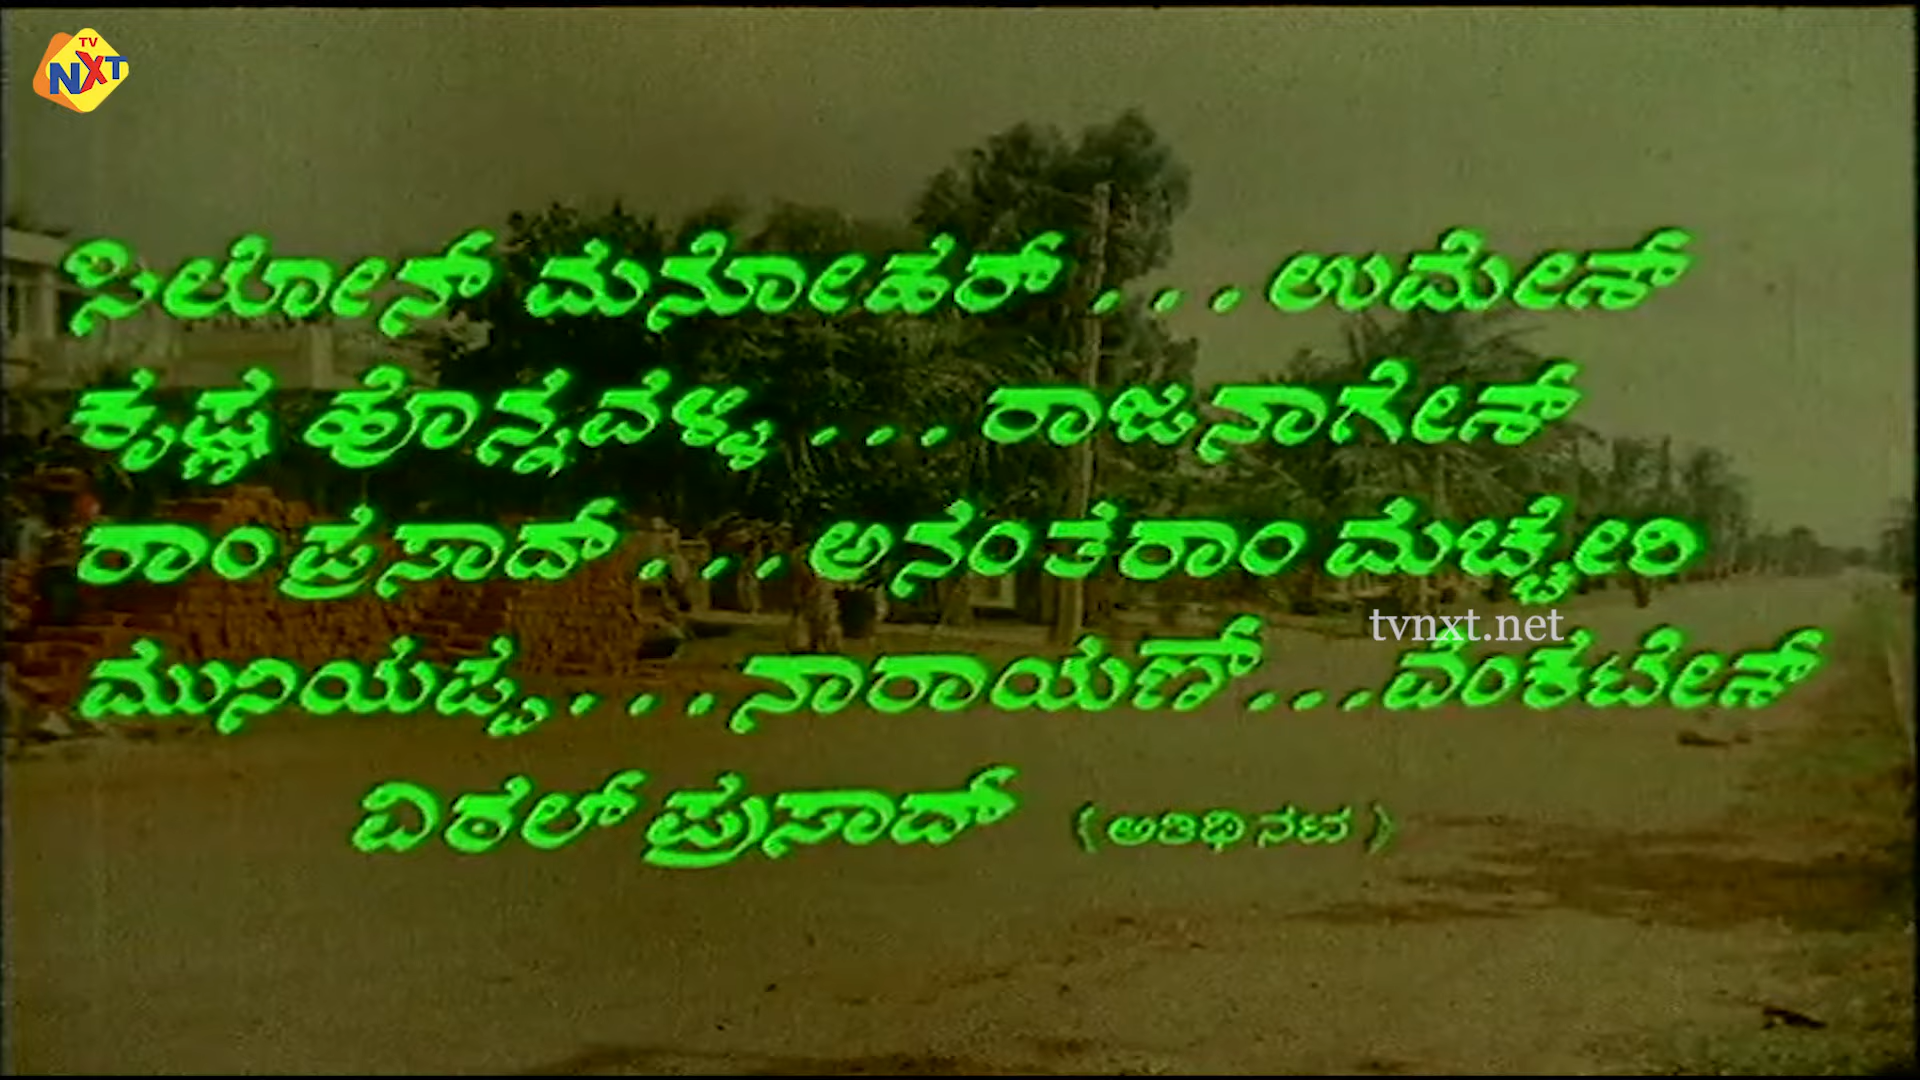 TV
NXT
ಸಿಲೋನ್ ಮನೋಹರ್ ... ಉಮೇಶ್
ಕೃಷ್ಣ ಹೊನ್ನವಳ್ಳಿ ... ರಾಜನಾಗೇಶ್
ರಾಂಪ್ರಸಾದ್ ... ಅನಂತರಾಂ ಮಚ್ಚೇರಿ
tvnxt.net
ಮುನಿಯಪ್ಪ...ನಾರಾಯಣ್...ವೆಂಕಟೇಶ್
ವಿಠಲ್ ಪ್ರಸಾದ್ (ಅತಿಥಿ ನಟ)